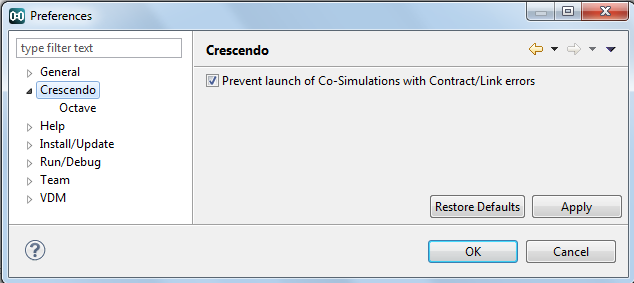 Preferences
type filter text
General
Crescendo
Octave
Help
Install/Update
Run/Debug
Team
VDM
Crescendo
Prevent launch of Co-Simulations with Contract/Link errors
Restore Defaults Apply
? OK Cancel